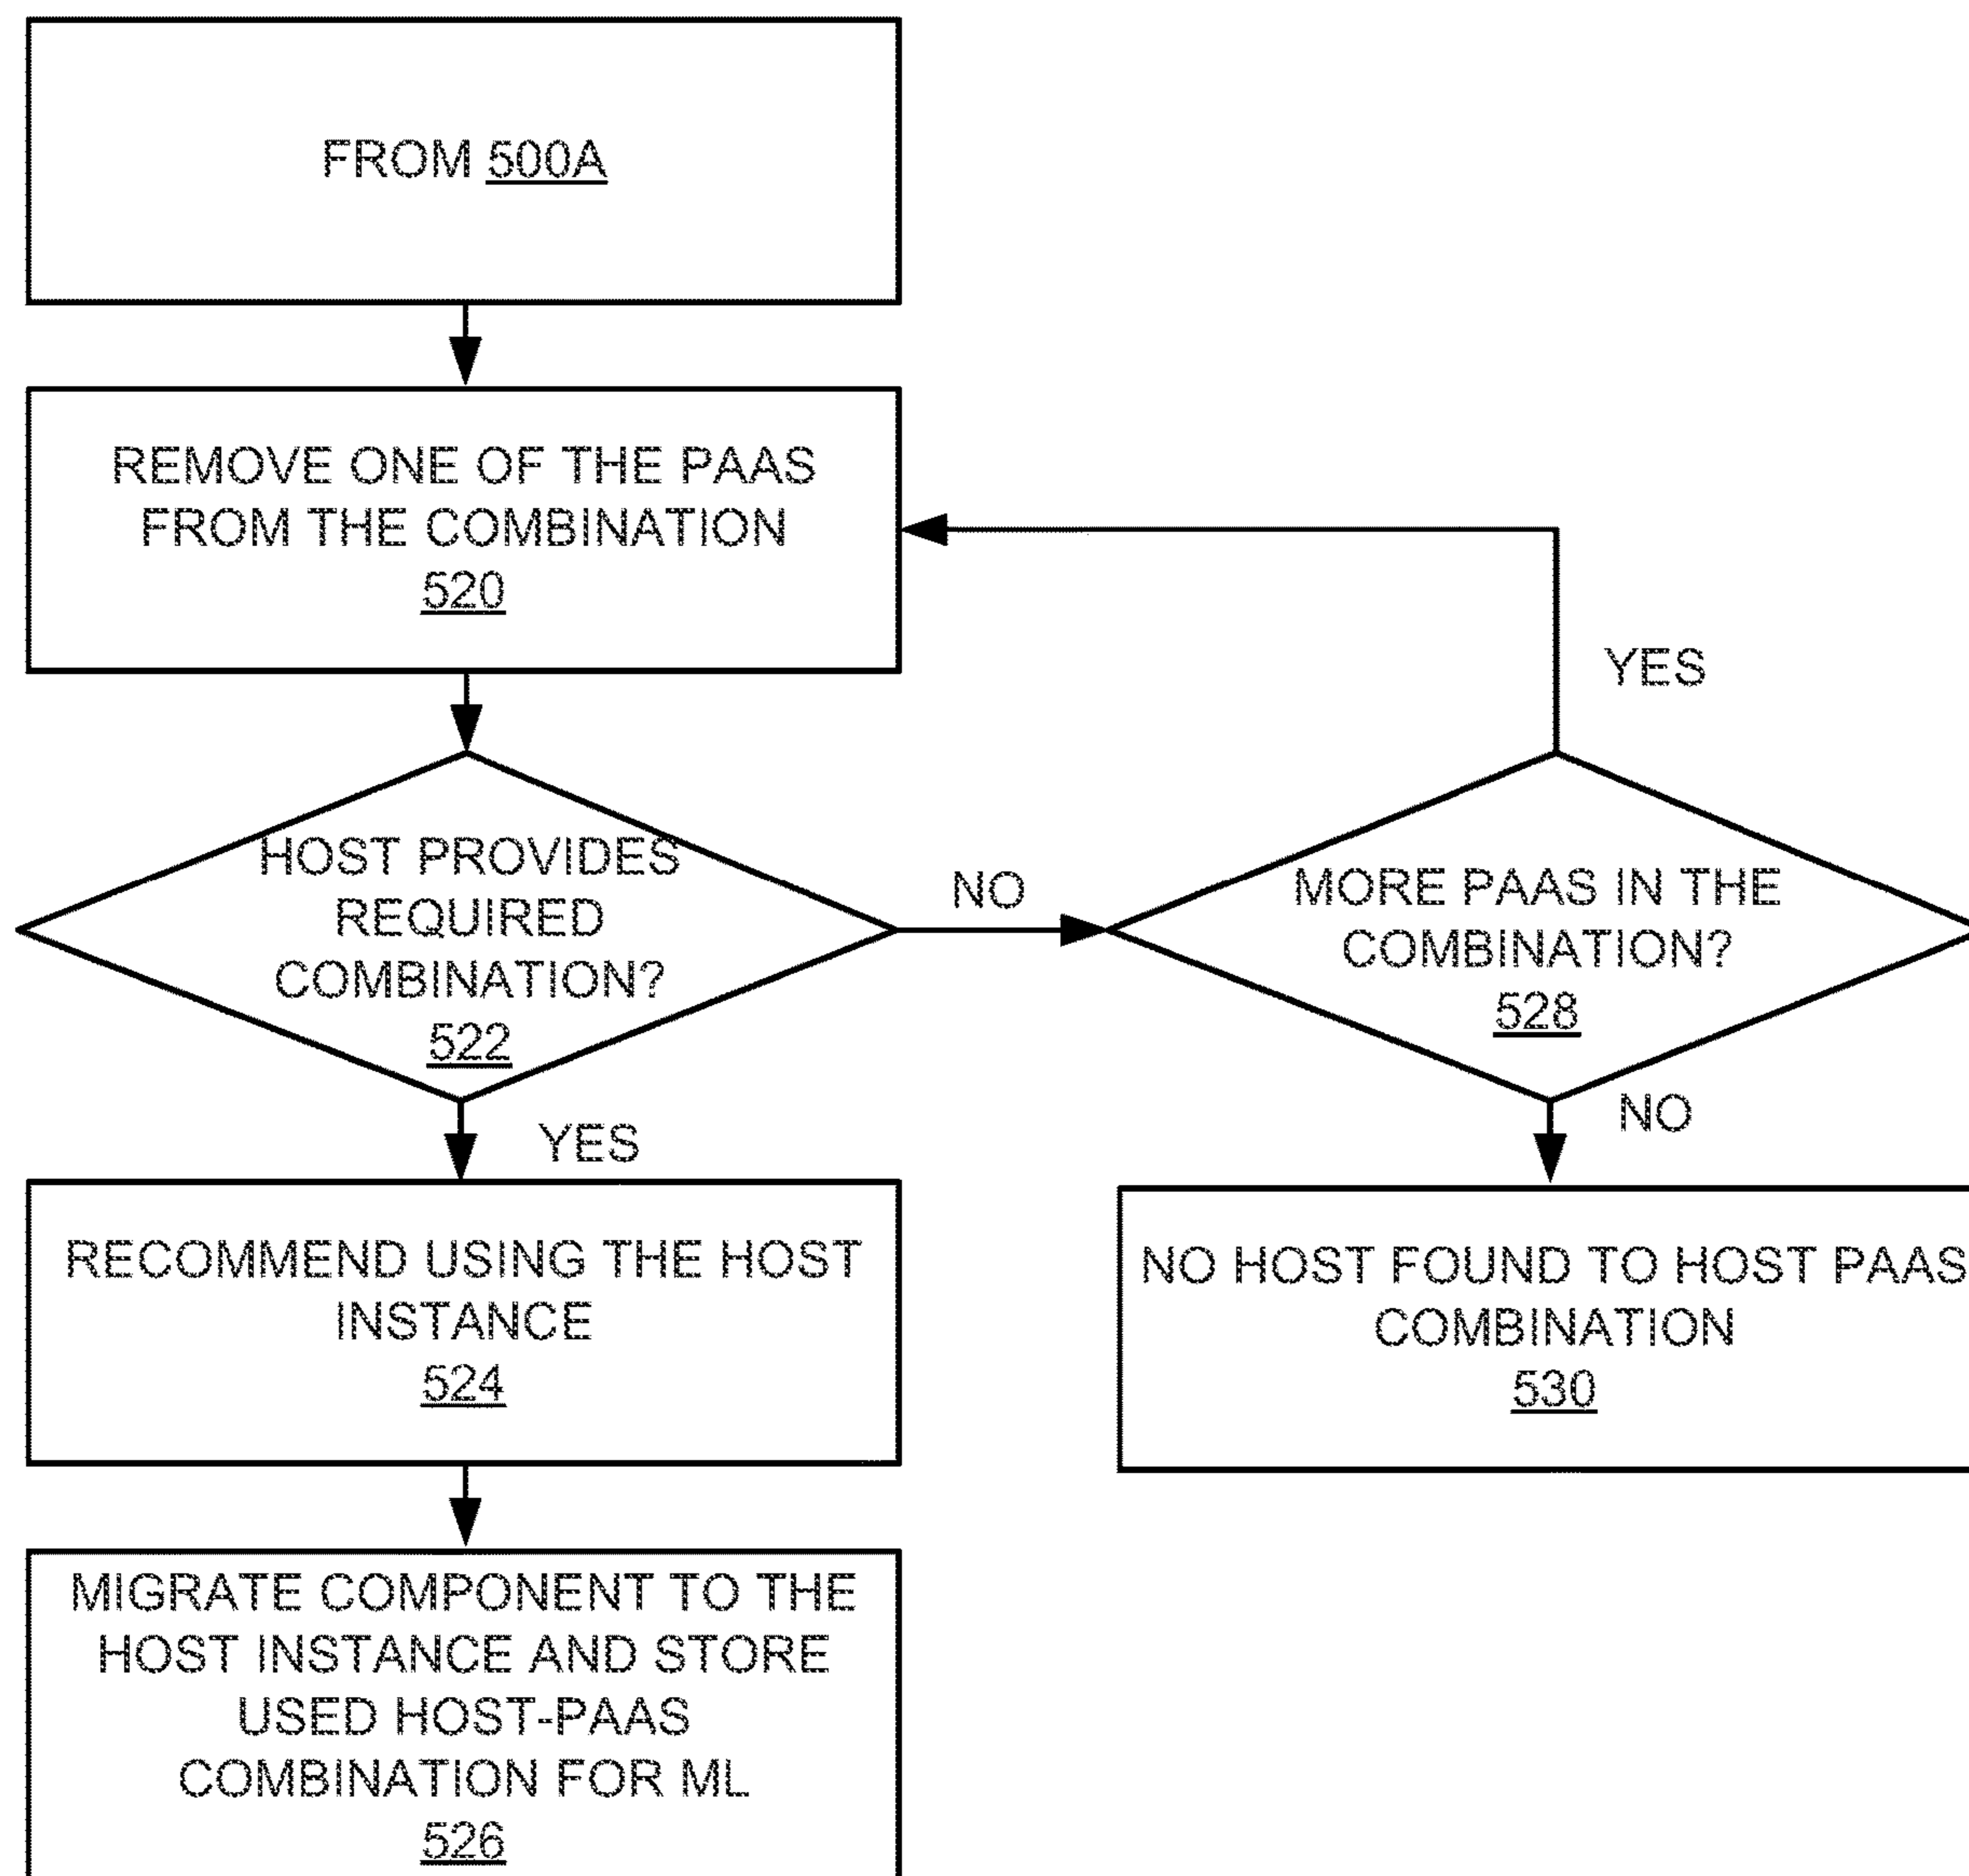 FROM 500A
REMOVE ONE OF THE PAAS
FROM THE COMBINATION
520
YES
HOST PROVIDES
REQUIRED
COMBINATION?
522
NO
MORE PAAS IN THE
COMBINATION?
528
YES
NO
RECOMMEND USING THE HOST
INSTANCE
524
NO HOST FOUND TO HOST PAAS
COMBINATION
530
MIGRATE COMPONENT TO THE
HOST INSTANCE AND STORE
USED HOST-PAAS
COMBINATION FOR ML
526